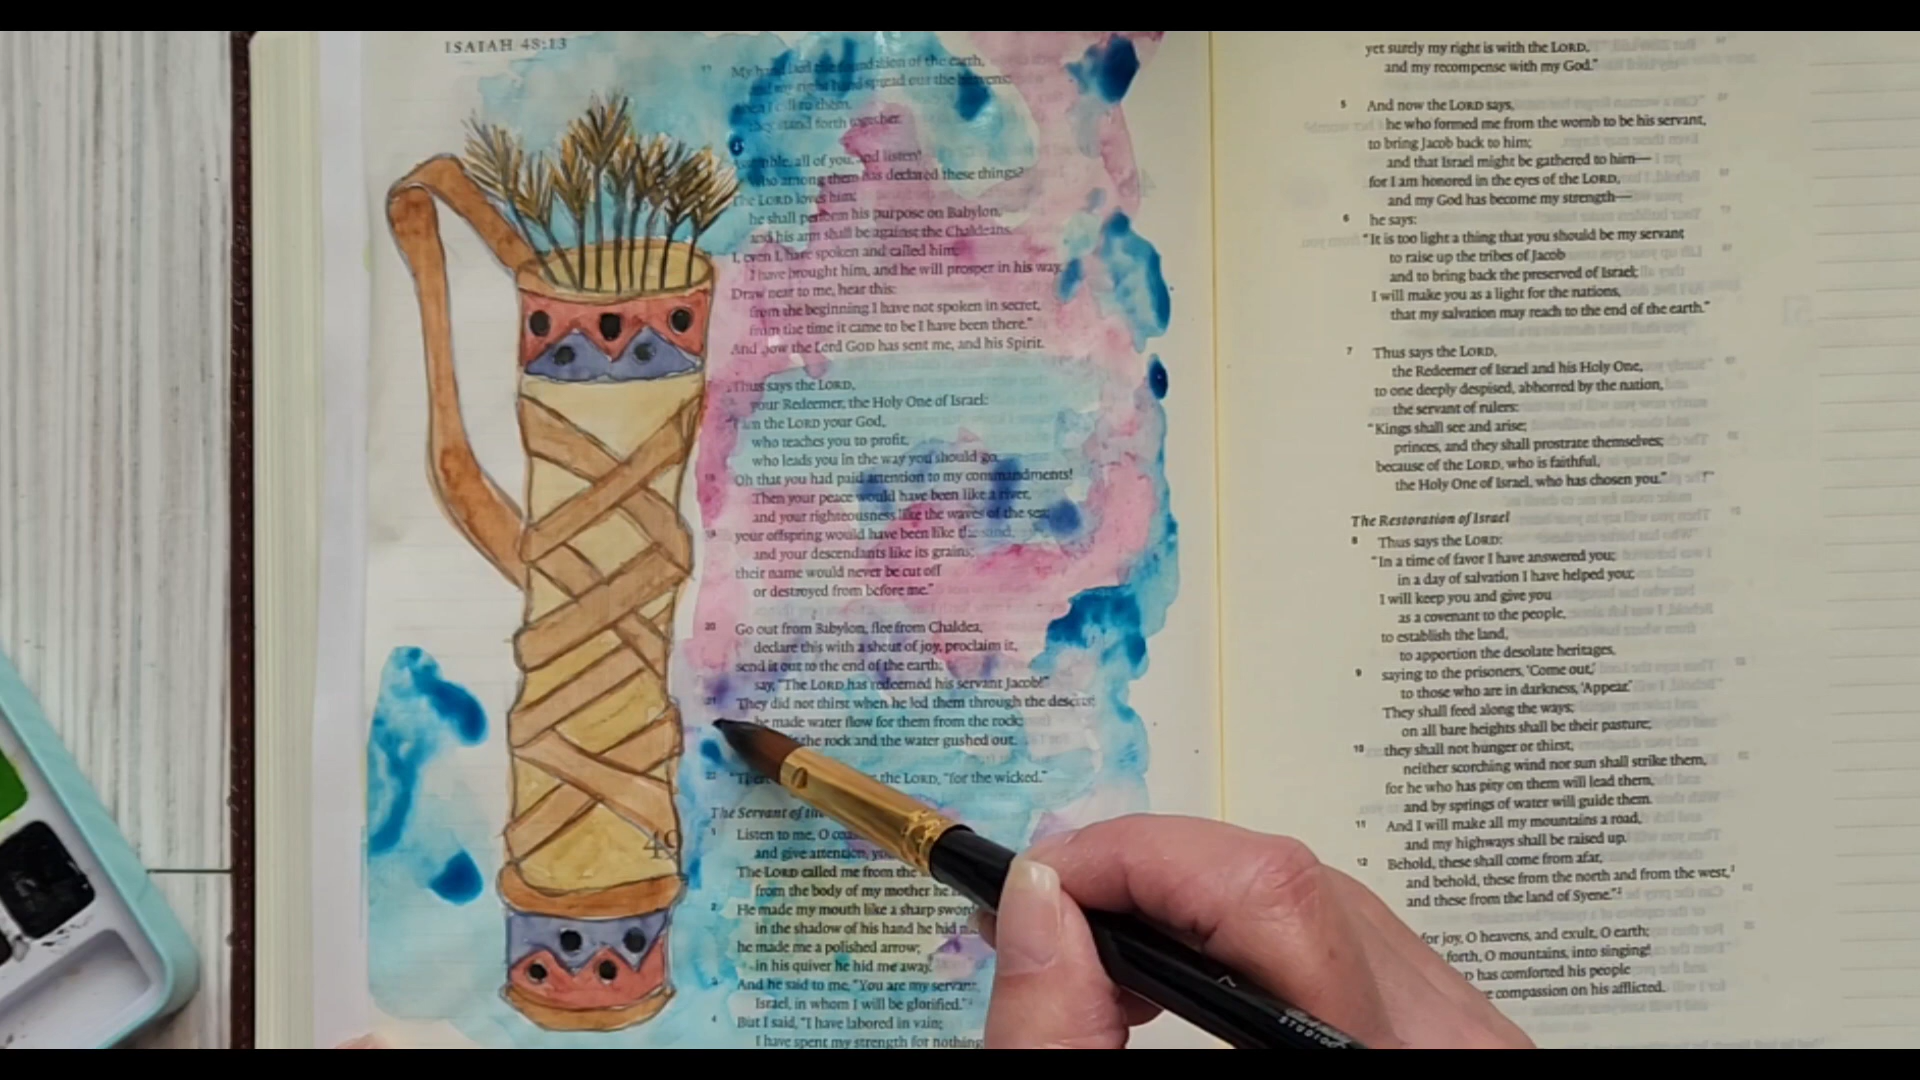 ISAIAH 48:13
13 My hand laid the foundation of the earth,
and my right hand spread out the heavens;
when I call to them,
they stand forth together.
Assemble, all of you, and listen!
Who among them has declared these things?
The LORD loves him;
he shall perform his purpose on Babylon,
and his arm shall be against the Chaldeans.
I, even I, have spoken and called him;
I have brought him, and he will prosper in his way.
Draw near to me, hear this:
from the beginning I have not spoken in secret,
from the time it came to be I have been there."
And now the Lord GOD has sent me, and his Spirit.
Thus says the LORD,
your Redeemer, the Holy One of Israel:
"I am the LORD your God,
who teaches you to profit,
who leads you in the way you should go.
18 Oh that you had paid attention to my commandments!
Then your peace would have been like a river,
and your righteousness like the waves of the sea;
19 your offspring would have been like the sand,
and your descendants like its grains;
their name would never be cut off
or destroyed from before me."
20 Go out from Babylon, flee from Chaldea,
declare this with a shout of joy, proclaim it,
send it out to the end of the earth;
say, "The LORD has redeemed his servant Jacob!"
21 They did not thirst when he led them through the deserts;
he made water flow for them from the rock;
the rock and the water gushed out.
22 "There the LORD, "for the wicked."
The Servant of the
49
1 Listen to me, O
and give attention,
The LORD called me from the
from the body of my mother he
2 He made my mouth like a sharp sword
in the shadow of his hand he hid
he made me a polished arrow;
in his quiver he hid me away.
3 And he said to me, "You are my servant,
Israel, in whom I will be glorified."
4 But I said, "I have labored in vain;
I have spent my strength for nothing
yet surely my right is with the LORD,
and my recompense with my God."
5 And now the LORD says,
he who formed me from the womb to be his servant,
to bring Jacob back to him;
and that Israel might be gathered to him—
for I am honored in the eyes of the LORD,
and my God has become my strength—
6 he says:
"It is too light a thing that you should be my servant
to raise up the tribes of Jacob
and to bring back the preserved of Israel;
I will make you as a light for the nations,
that my salvation may reach to the end of the earth."
7 Thus says the LORD,
the Redeemer of Israel and his Holy One,
to one deeply despised, abhorred by the nation,
the servant of rulers:
"Kings shall see and arise;
princes, and they shall prostrate themselves;
because of the LORD, who is faithful,
the Holy One of Israel, who has chosen you."
The Restoration of Israel
8 Thus says the LORD:
"In a time of favor I have answered you;
in a day of salvation I have helped you;
I will keep you and give you
as a covenant to the people,
to establish the land,
to apportion the desolate heritages,
9 saying to the prisoners, 'Come out,'
to those who are in darkness, 'Appear.'
They shall feed along the ways;
on all bare heights shall be their pasture;
10 they shall not hunger or thirst,
neither scorching wind nor sun shall strike them,
for he who has pity on them will lead them,
and by springs of water will guide them.
11 And I will make all my mountains a road,
and my highways shall be raised up.
12 Behold, these shall come from afar,
and behold, these from the north and from the west,1
and these from the land of Syene."2
for joy, O heavens, and exult, O earth;
forth, O mountains, into singing!
has comforted his people
compassion on his afflicted.
STUDIO